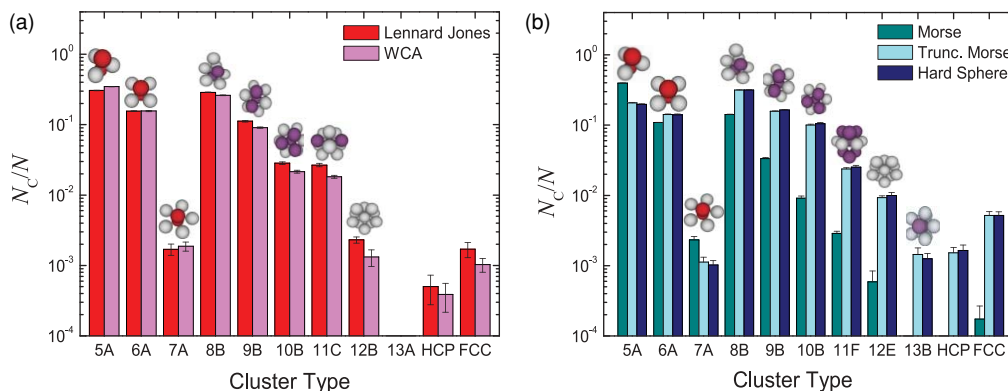 (a)
Lennard Jones
WCA
10⁰
10⁻¹
10⁻²
10⁻³
10⁻⁴
N_C/N
5A 6A 7A 8B 9B 10B 11C 12B 13A HCP FCC
Cluster Type
(b)
Morse
Trunc. Morse
Hard Sphere
10⁰
10⁻¹
10⁻²
10⁻³
10⁻⁴
N_C/N
5A 6A 7A 8B 9B 10B 11F 12E 13B HCP FCC
Cluster Type